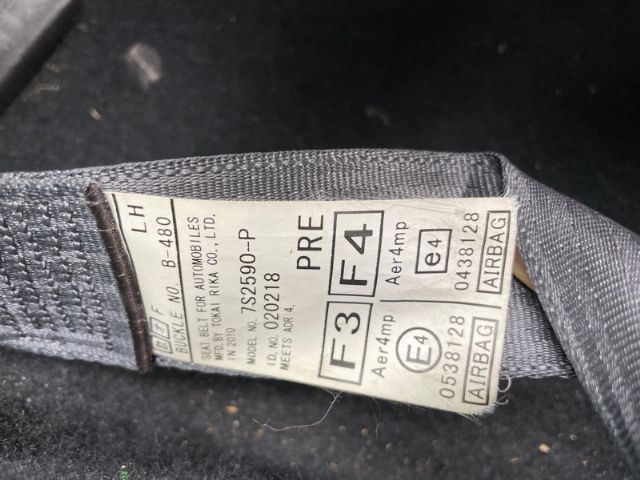 LH
BUCKLE NO. B-480
SEAT BELT FOR AUTOMOBILES
MFD. BY TOKAI RIKA CO., LTD.
IN 2010
MODEL NO. 7S2590-P
I D. NO. 020218
MEETS ADR 4.
PRE
F3 F4
Aer4mp
E4
0538128
AIRBAG
Aer4mp
e4
0438128
AIRBAG